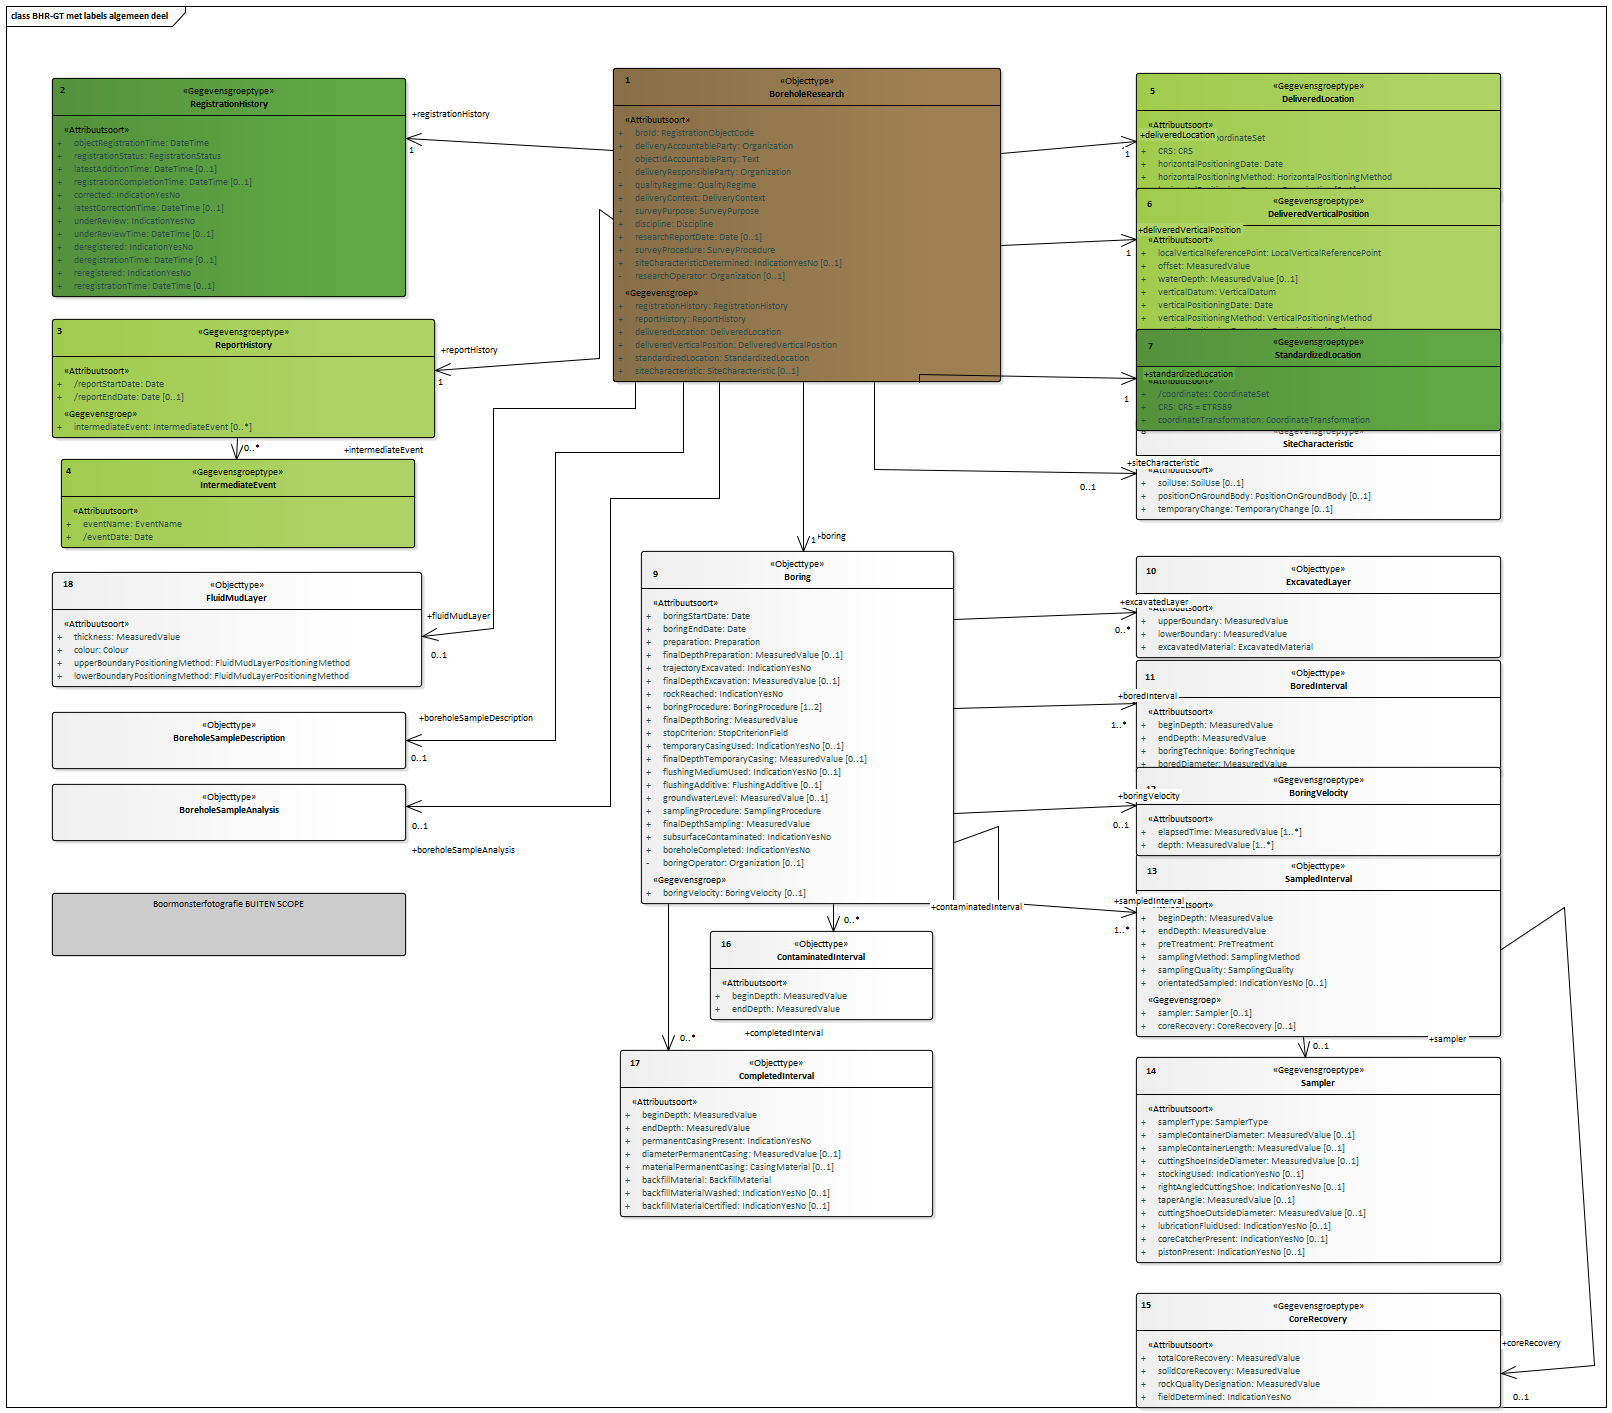 class BHR-GT met labels algemeen deel
2
«Gegevensgroeptype»
RegistrationHistory
«Attribuutsoort»
+ objectRegistrationTime: DateTime
+ registrationStatus: RegistrationStatus
+ latestAdditionTime: DateTime [0..1]
+ registrationCompletionTime: DateTime [0..1]
+ corrected: IndicationYesNo
+ latestCorrectionTime: DateTime [0..1]
+ underReview: IndicationYesNo
+ underReviewTime: DateTime [0..1]
+ deregistered: IndicationYesNo
+ deregistrationTime: DateTime [0..1]
+ reregistered: IndicationYesNo
+ reregistrationTime: DateTime [0..1]
+registrationHistory
1
1
«Objecttype»
BoreholeResearch
«Attribuutsoort»
+ broId: RegistrationObjectCode
+ deliveryAccountableParty: Organization
- objectIdAccountableParty: Text
- deliveryResponsibleParty: Organization
+ qualityRegime: QualityRegime
+ deliveryContext: DeliveryContext
+ surveyPurpose: SurveyPurpose
+ discipline: Discipline
+ researchReportDate: Date [0..1]
+ surveyProcedure: SurveyProcedure
+ siteCharacteristicDetermined: IndicationYesNo [0..1]
- researchOperator: Organization [0..1]
«Gegevensgroep»
+ registrationHistory: RegistrationHistory
+ reportHistory: ReportHistory
+ deliveredLocation: DeliveredLocation
+ deliveredVerticalPosition: DeliveredVerticalPosition
+ standardizedLocation: StandardizedLocation
+ siteCharacteristic: SiteCharacteristic [0..1]
5
«Gegevensgroeptype»
DeliveredLocation
«Attribuutsoort»
+deliveredLocation
oordinateSet
1
+ CRS: CRS
+ horizontalPositioningDate: Date
+ horizontalPositioningMethod: HorizontalPositioningMethod
6
«Gegevensgroeptype»
DeliveredVerticalPosition
+deliveredVerticalPosition
1
«Attribuutsoort»
+ localVerticalReferencePoint: LocalVerticalReferencePoint
+ offset: MeasuredValue
+ waterDepth: MeasuredValue [0..1]
+ verticalDatum: VerticalDatum
+ verticalPositioningDate: Date
+ verticalPositioningMethod: VerticalPositioningMethod
7
«Gegevensgroeptype»
StandardizedLocation
+standardizedLocation
1
«Attribuutsoort»
+ /coordinates: CoordinateSet
+ CRS: CRS = ETRS89
+ coordinateTransformation: CoordinateTransformation
«Gegevensgroeptype»
SiteCharacteristic
+siteCharacteristic
0..1
«Attribuutsoort»
+ soilUse: SoilUse [0..1]
+ positionOnGroundBody: PositionOnGroundBody [0..1]
+ temporaryChange: TemporaryChange [0..1]
3
«Gegevensgroeptype»
ReportHistory
«Attribuutsoort»
+ /reportStartDate: Date
+ /reportEndDate: Date [0..1]
«Gegevensgroep»
+ intermediateEvent: IntermediateEvent [0..*]
+reportHistory
1
0..*
+intermediateEvent
4
«Gegevensgroeptype»
IntermediateEvent
«Attribuutsoort»
+ eventName: EventName
+ /eventDate: Date
18
«Objecttype»
FluidMudLayer
«Attribuutsoort»
+ thickness: MeasuredValue
+ colour: Colour
+ upperBoundaryPositioningMethod: FluidMudLayerPositioningMethod
+ lowerBoundaryPositioningMethod: FluidMudLayerPositioningMethod
+fluidMudLayer
0..1
«Objecttype»
BoreholeSampleDescription
+boreholeSampleDescription
0..1
«Objecttype»
BoreholeSampleAnalysis
0..1
+boreholeSampleAnalysis
Boormonsterfotografie BUITEN SCOPE
1
+boring
9
«Objecttype»
Boring
«Attribuutsoort»
+ boringStartDate: Date
+ boringEndDate: Date
+ preparation: Preparation
+ finalDepthPreparation: MeasuredValue [0..1]
+ trajectoryExcavated: IndicationYesNo
+ finalDepthExcavation: MeasuredValue [0..1]
+ rockReached: IndicationYesNo
+ boringProcedure: BoringProcedure [1..2]
+ finalDepthBoring: MeasuredValue
+ stopCriterion: StopCriterionField
+ temporaryCasingUsed: IndicationYesNo [0..1]
+ finalDepthTemporaryCasing: MeasuredValue [0..1]
+ flushingMediumUsed: IndicationYesNo [0..1]
+ flushingAdditive: FlushingAdditive [0..1]
+ groundwaterLevel: MeasuredValue [0..1]
+ samplingProcedure: SamplingProcedure
+ finalDepthSampling: MeasuredValue
+ subsurfaceContaminated: IndicationYesNo
+ boreholeCompleted: IndicationYesNo
- boringOperator: Organization [0..1]
«Gegevensgroep»
+ boringVelocity: BoringVelocity [0..1]
0..*
+contaminatedInterval
16
«Objecttype»
ContaminatedInterval
«Attribuutsoort»
+ beginDepth: MeasuredValue
+ endDepth: MeasuredValue
+completedInterval
0..*
17
«Objecttype»
CompletedInterval
«Attribuutsoort»
+ beginDepth: MeasuredValue
+ endDepth: MeasuredValue
+ permanentCasingPresent: IndicationYesNo
+ diameterPermanentCasing: MeasuredValue [0..1]
+ materialPermanentCasing: CasingMaterial [0..1]
+ backfillMaterial: BackfillMaterial
+ backfillMaterialWashed: IndicationYesNo [0..1]
+ backfillMaterialCertified: IndicationYesNo [0..1]
10
«Objecttype»
ExcavatedLayer
+excavatedLayer
0..*
«Attribuutsoort»
+ upperBoundary: MeasuredValue
+ lowerBoundary: MeasuredValue
+ excavatedMaterial: ExcavatedMaterial
11
«Objecttype»
BoredInterval
+boredInterval
1..*
«Attribuutsoort»
+ beginDepth: MeasuredValue
+ endDepth: MeasuredValue
+ boringTechnique: BoringTechnique
+ boredDiameter: MeasuredValue
«Gegevensgroeptype»
BoringVelocity
+boringVelocity
0..1
«Attribuutsoort»
+ elapsedTime: MeasuredValue [1..*]
+ depth: MeasuredValue [1..*]
13
«Objecttype»
SampledInterval
+sampledInterval
1..*
«Attribuutsoort»
+ beginDepth: MeasuredValue
+ endDepth: MeasuredValue
+ preTreatment: PreTreatment
+ samplingMethod: SamplingMethod
+ samplingQuality: SamplingQuality
+ orientatedSampled: IndicationYesNo [0..1]
«Gegevensgroep»
+ sampler: Sampler [0..1]
+ coreRecovery: CoreRecovery [0..1]
0..1
+sampler
14
«Gegevensgroeptype»
Sampler
«Attribuutsoort»
+ samplerType: SamplerType
+ sampleContainerDiameter: MeasuredValue [0..1]
+ sampleContainerLength: MeasuredValue [0..1]
+ cuttingShoeInsideDiameter: MeasuredValue [0..1]
+ stockingUsed: IndicationYesNo [0..1]
+ rightAngledCuttingShoe: IndicationYesNo [0..1]
+ taperAngle: MeasuredValue [0..1]
+ cuttingShoeOutsideDiameter: MeasuredValue [0..1]
+ lubricationFluidUsed: IndicationYesNo [0..1]
+ coreCatcherPresent: IndicationYesNo [0..1]
+ pistonPresent: IndicationYesNo [0..1]
15
«Gegevensgroeptype»
CoreRecovery
«Attribuutsoort»
+ totalCoreRecovery: MeasuredValue
+ solidCoreRecovery: MeasuredValue
+ rockQualityDesignation: MeasuredValue
+ fieldDetermined: IndicationYesNo
+coreRecovery
0..1